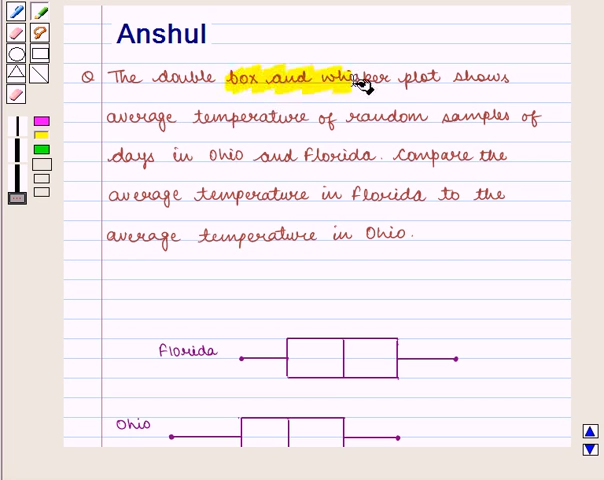 Anshul
Q The double box and whisker plot shows
average temperature of random samples of
days in Ohio and Florida. Compare the
average temperature in Florida to the
average temperature in Ohio.
Florida
Ohio